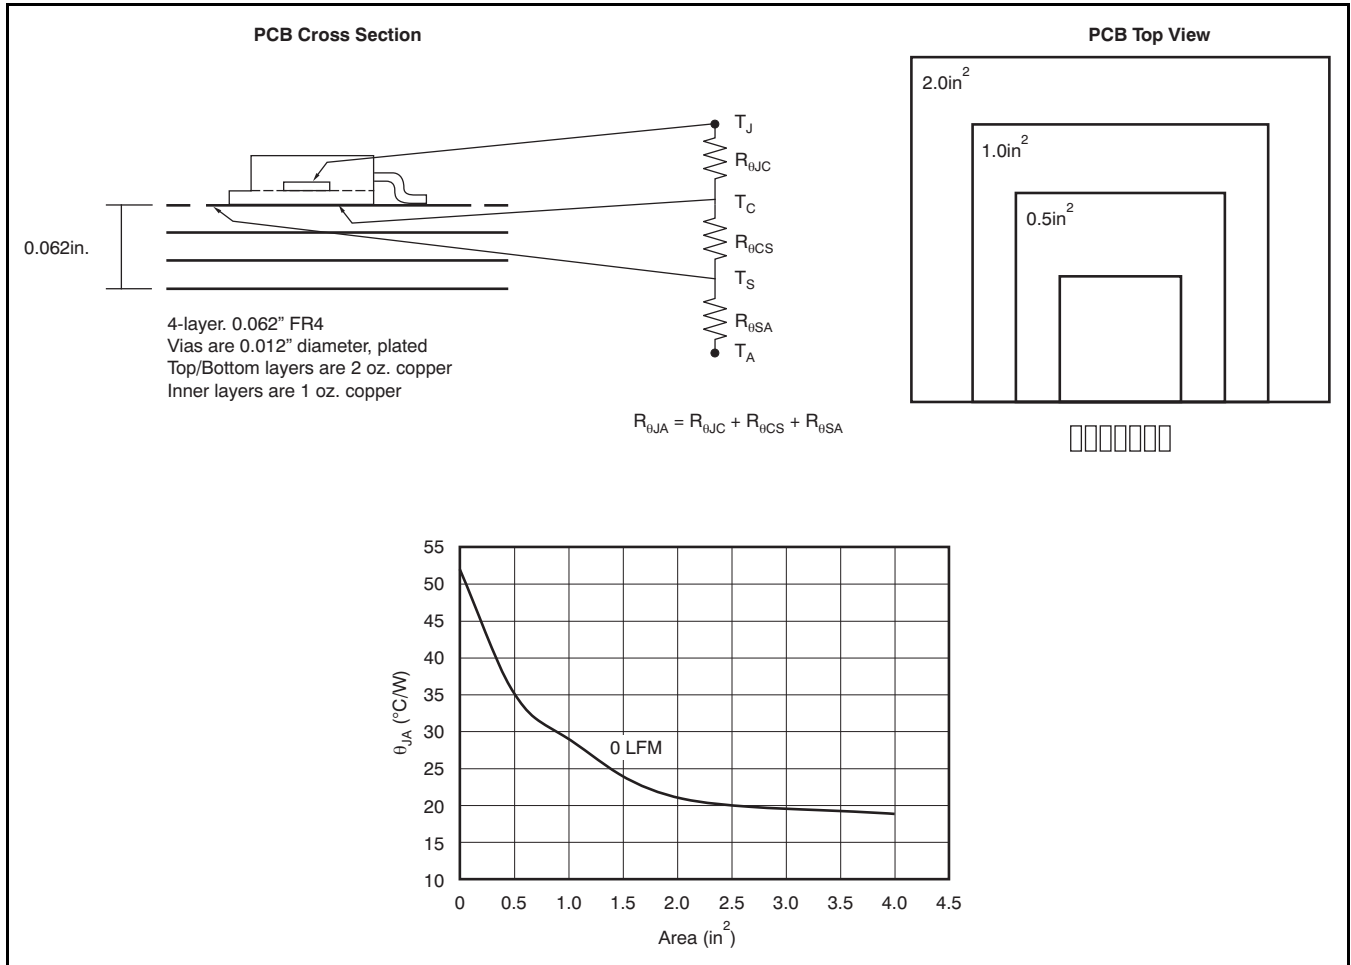 PCB Cross Section
PCB Top View
2.0in²
1.0in²
0.5in²
T_J
R_θJC
T_C
R_θCS
T_S
R_θSA
T_A
0.062in.
4-layer. 0.062” FR4
Vias are 0.012” diameter, plated
Top/Bottom layers are 2 oz. copper
Inner layers are 1 oz. copper
R_θJA = R_θJC + R_θCS + R_θSA
55
50
45
40
35
30
25
20
15
10
θ_JA (°C/W)
0 LFM
0 0.5 1.0 1.5 2.0 2.5 3.0 3.5 4.0 4.5
Area (in²)